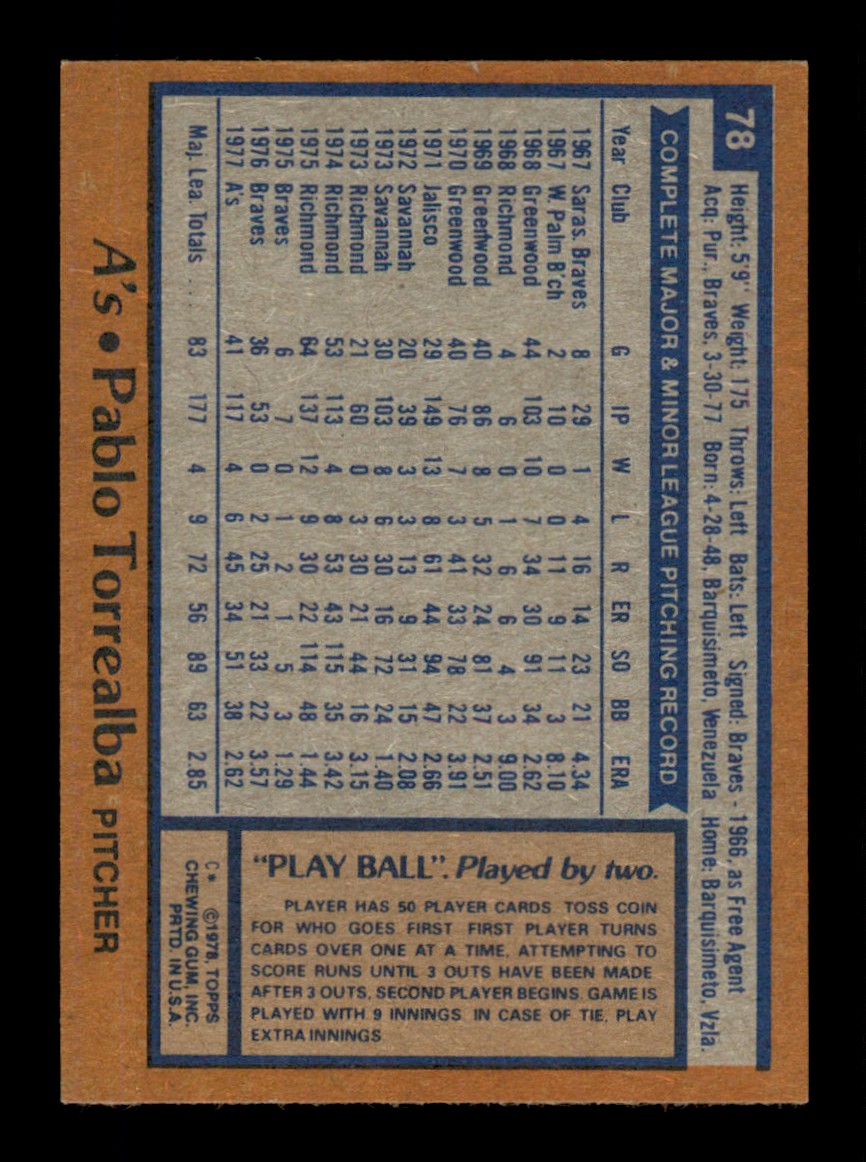 78
Height: 5'9" Weight: 175 Throws: Left Bats: Left Signed: Braves - 1966, as Free Agent
Acq: Pur., Braves, 3-30-77 Born: 4-28-48, Barquisimeto, Venezuela Home: Barquisimeto, Vzla.
COMPLETE MAJOR & MINOR LEAGUE PITCHING RECORD
Year Club G IP W L R ER SO BB ERA
1967 Saras. Braves 8 29 1 4 16 14 23 21 4.34
1967 W. Palm B'ch 2 10 0 0 11 9 11 3 8.10
1968 Greenwood 44 103 10 7 34 30 91 34 2.62
1968 Richmond 4 6 0 1 6 6 4 3 9.00
1969 Greenwood 40 86 8 5 32 24 81 37 2.51
1970 Greenwood 40 76 7 3 41 33 78 22 3.91
1971 Jalisco 29 149 13 8 61 44 94 47 2.66
1972 Savannah 20 39 3 3 13 9 31 15 2.08
1973 Savannah 30 103 8 6 30 16 72 24 1.40
1973 Richmond 21 60 0 3 30 21 44 16 3.15
1974 Richmond 53 113 4 8 53 43 115 35 3.42
1975 Richmond 64 137 12 9 30 22 114 48 1.44
1975 Braves 6 7 0 1 2 1 5 3 1.29
1976 Braves 36 53 0 2 25 21 33 22 3.57
1977 A's 41 117 4 6 45 34 51 38 2.62
Maj. Lea. Totals .... 83 177 4 9 72 56 89 63 2.85
A's • Pablo Torrealba PITCHER
"PLAY BALL". Played by two.
PLAYER HAS 50 PLAYER CARDS. TOSS COIN
FOR WHO GOES FIRST FIRST PLAYER TURNS
CARDS OVER ONE AT A TIME, ATTEMPTING TO
SCORE RUNS UNTIL 3 OUTS HAVE BEEN MADE
AFTER 3 OUTS, SECOND PLAYER BEGINS. GAME IS
PLAYED WITH 9 INNINGS. IN CASE OF TIE, PLAY
EXTRA INNINGS
C* ©1978, TOPPS
CHEWING GUM, INC.
PRTD. IN U.S.A.